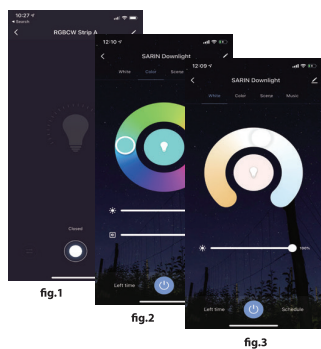 10:27
Search
RGBCW Strip A
Closed
fig.1
12:10
SARIN Downlight
White Color Scene
Left time
fig.2
12:09
SARIN Downlight
White Color Scene Music
100%
Left time Schedule
fig.3